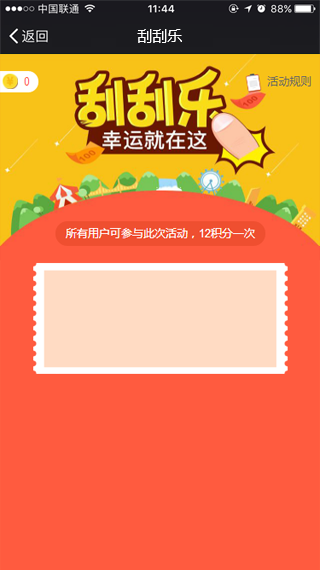 中国联通 11:44 88%
返回 刮刮乐
0 活动规则
刮刮乐
幸运就在这
100
100
所有用户可参与此次活动，12积分一次